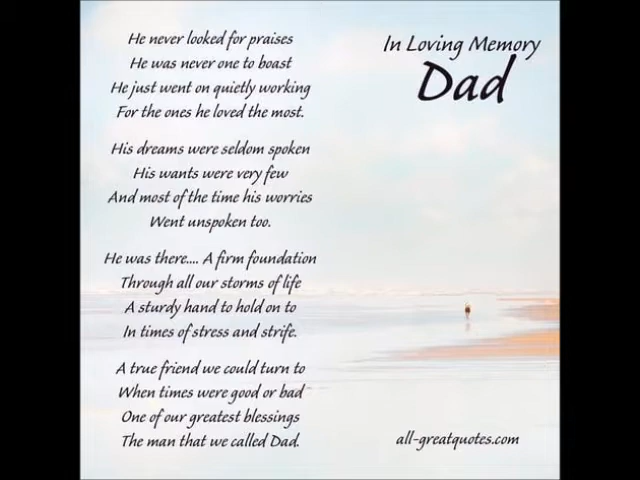 He never looked for praises
He was never one to boast
He just went on quietly working
For the ones he loved the most.
His dreams were seldom spoken
His wants were very few
And most of the time his worries
Went unspoken too.
He was there.... A firm foundation
Through all our storms of life
A sturdy hand to hold on to
In times of stress and strife.
A true friend we could turn to
When times were good or bad
One of our greatest blessings
The man that we called Dad.
In Loving Memory
Dad
all-greatquotes.com